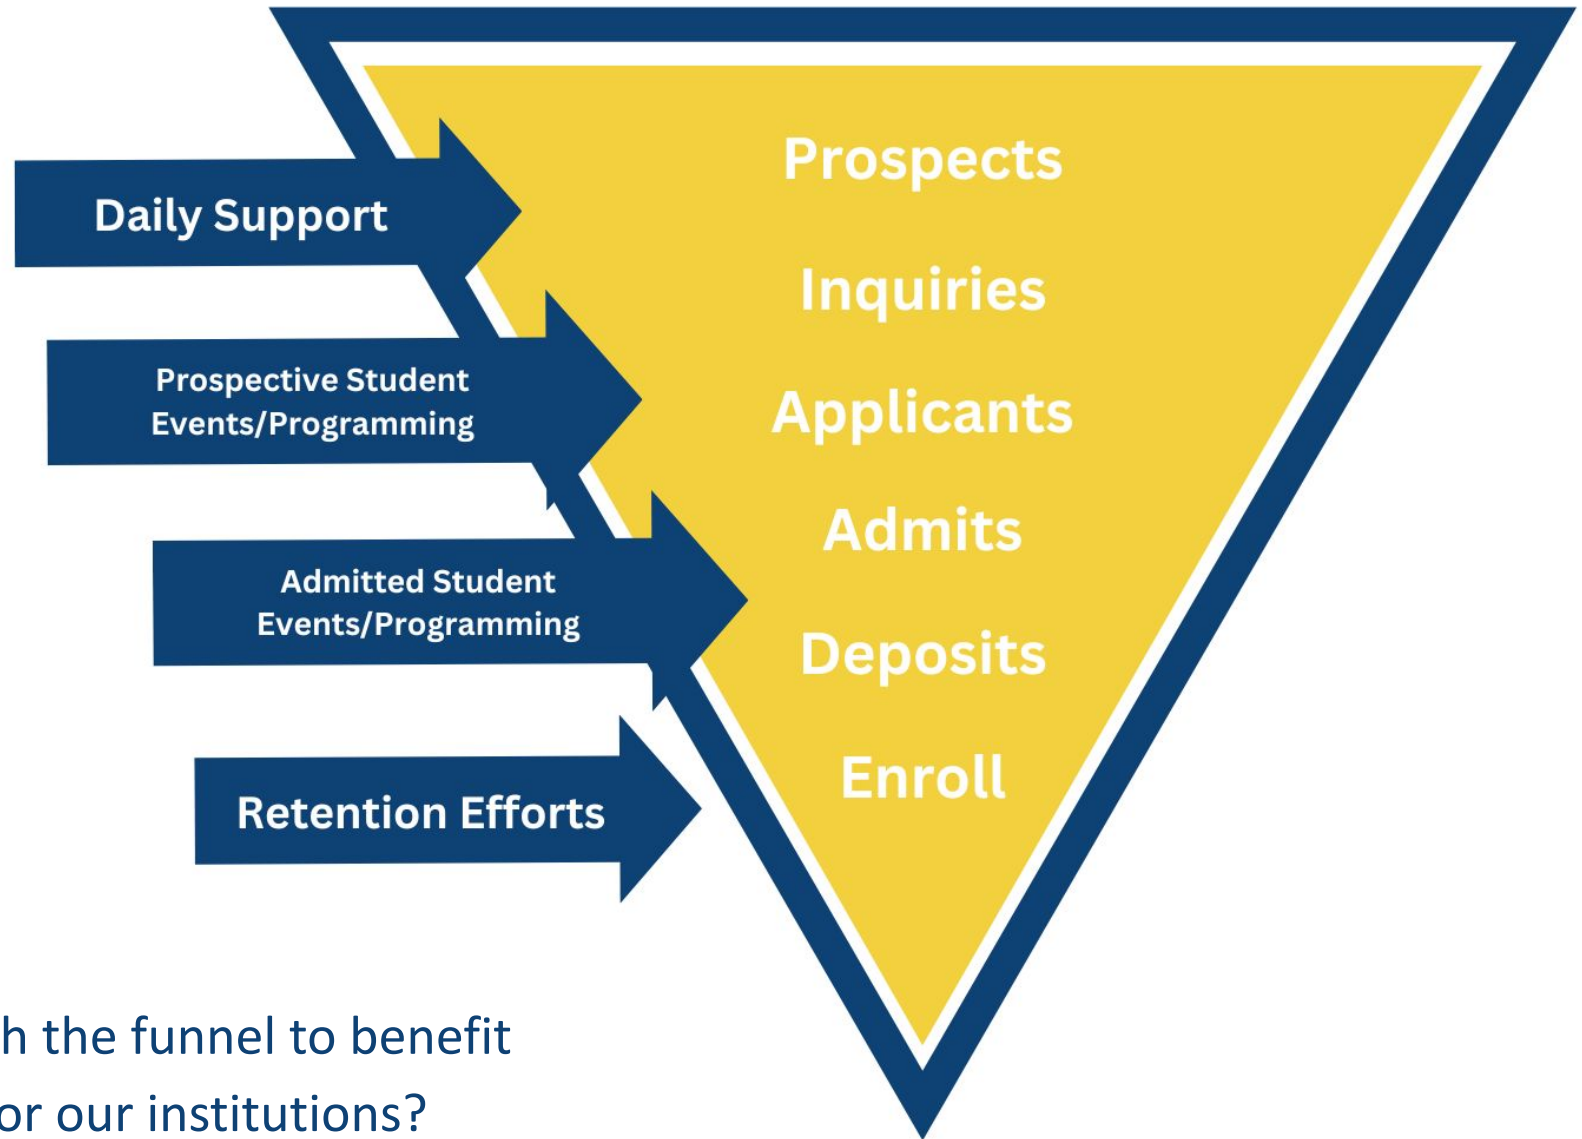 Daily Support
Prospective Student
Events/Programming
Admitted Student
Events/Programming
Retention Efforts
Prospects
Inquiries
Applicants
Admits
Deposits
Enroll
h the funnel to benefit
or our institutions?